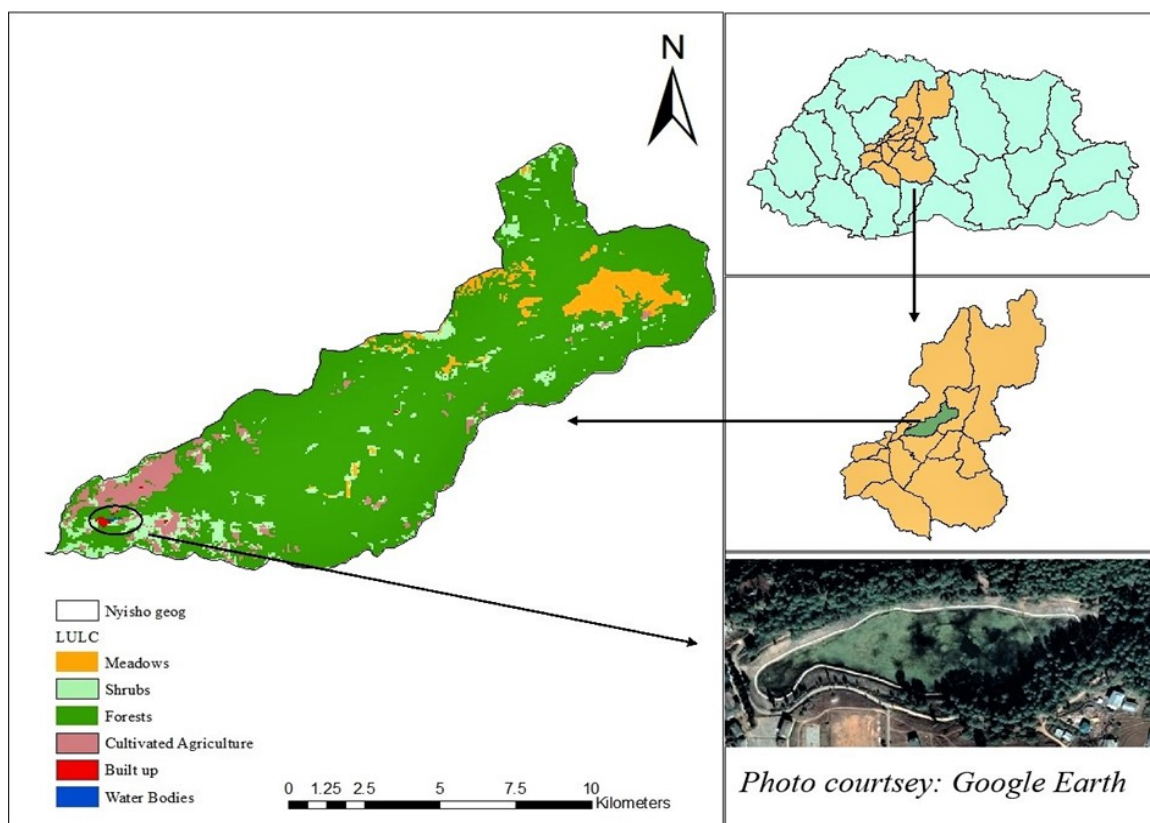 N
Nyisho geog
LULC
Meadows
Shrubs
Forests
Cultivated Agriculture
Built up
Water Bodies
0 1.25 2.5 5 7.5 10
Kilometers
Photo courtsey: Google Earth